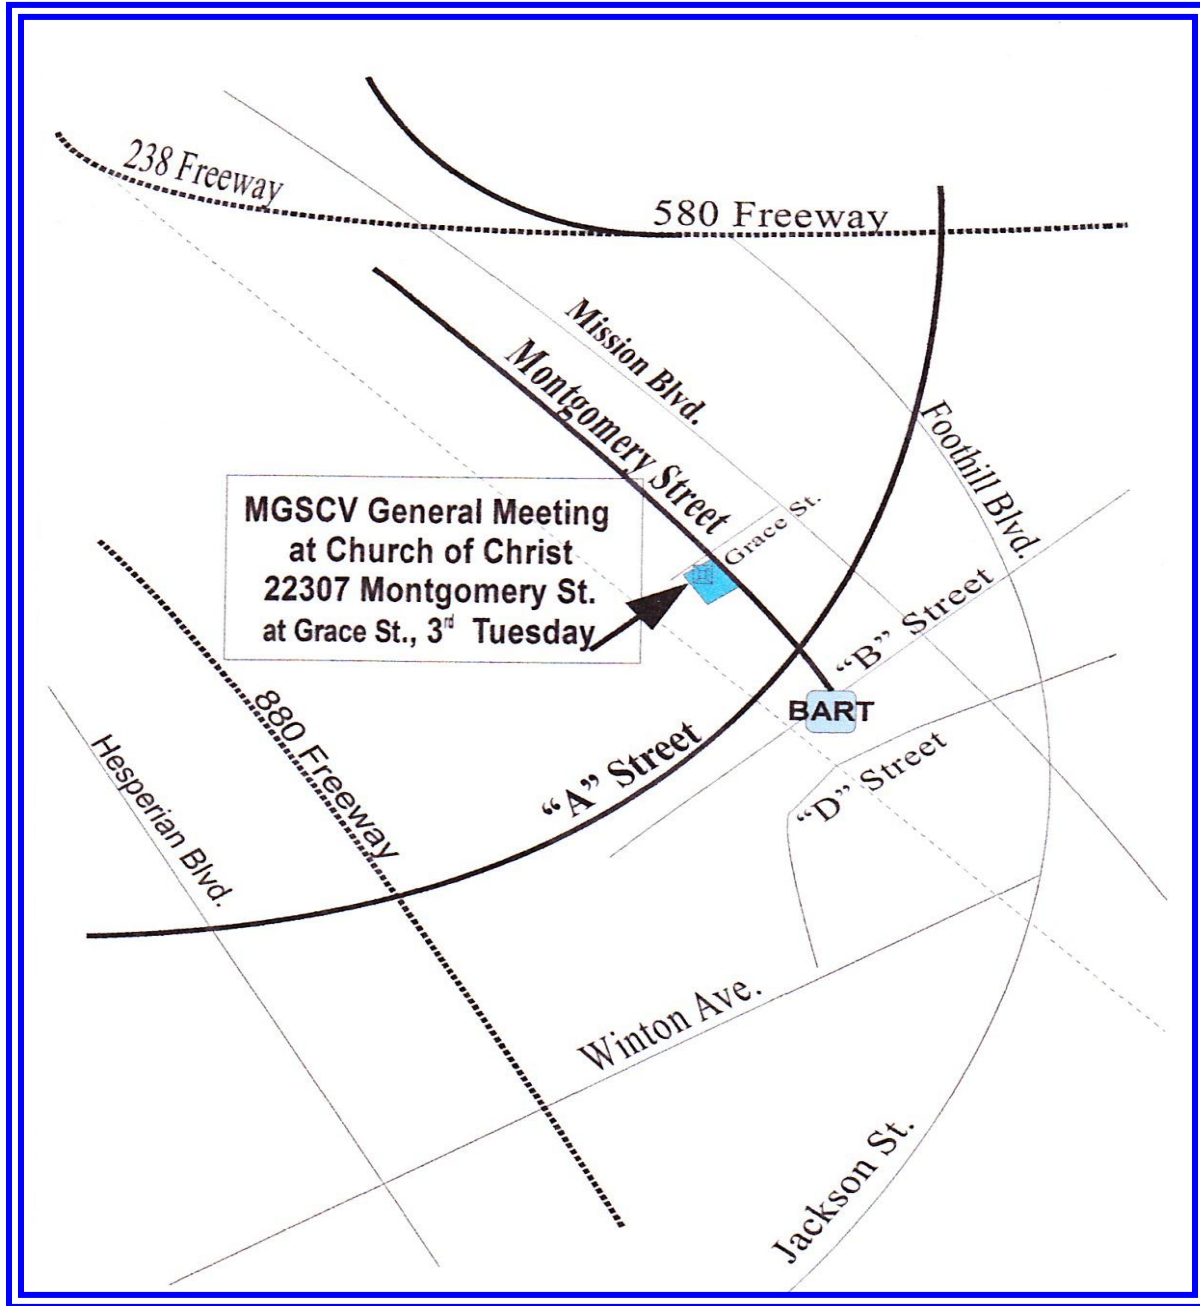 238 Freeway
580 Freeway
Mission Blvd.
Montgomery Street
Foothill Blvd.
MGSCV General Meeting
at Church of Christ
22307 Montgomery St.
at Grace St., 3rd Tuesday
Grace St.
"B" Street
BART
880 Freeway
"A" Street
"D" Street
Hesperian Blvd.
Winton Ave.
Jackson St.